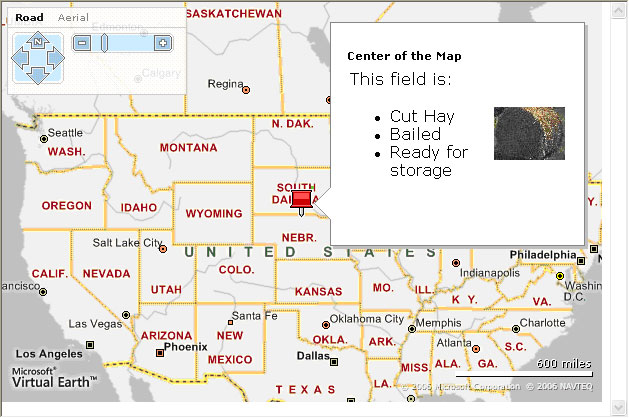 Road Aerial
SASKATCHEWAN
Edmonton
N
Calgary
Center of the Map
This field is:
Cut Hay
Bailed
Ready for
storage
Regina
Seattle
WASH.
N. DAK.
MONTANA
SOUTH
OREGON
IDAHO
WYOMING
Salt Lake City
NEBR.
UNITED STATES
Philadelphia
CALIF.
NEVADA
UTAH
COLO.
KANSAS
MO.
ILL.
Indianapolis
Washin
D.C.
ancisco
K Y.
VA.
Las Vegas
Santa Fe
Oklahoma City
Memphis
Charlotte
ARIZONA
Phoenix
NEW
MEXICO
OKLA.
ARK.
Atlanta
S.C.
Los Angeles
Dallas
MISS.
ALA.
GA.
600 miles
Microsoft®
Virtual Earth™
TEXAS
LA.
© 2006 Microsoft Corporation © 2006 NAVTEQ